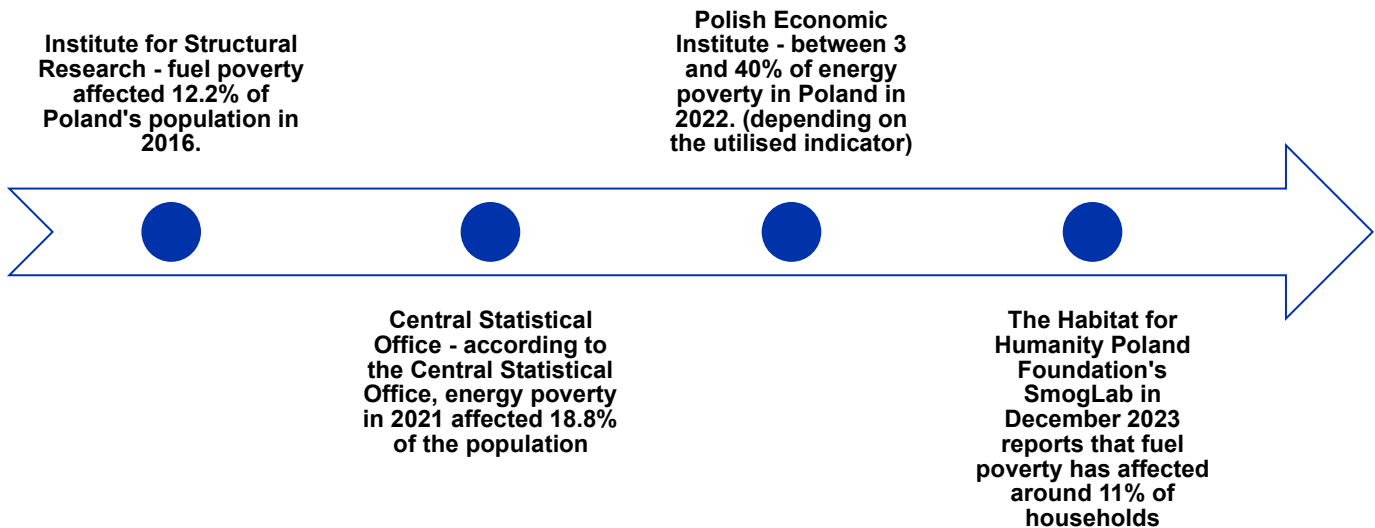 Institute for Structural
Research - fuel poverty
affected 12.2% of
Poland's population in
2016.
Central Statistical
Office - according to
the Central Statistical
Office, energy poverty
in 2021 affected 18.8%
of the population
Polish Economic
Institute - between 3
and 40% of energy
poverty in Poland in
2022. (depending on
the utilised indicator)
The Habitat for
Humanity Poland
Foundation's
SmogLab in
December 2023
reports that fuel
poverty has affected
around 11% of
households